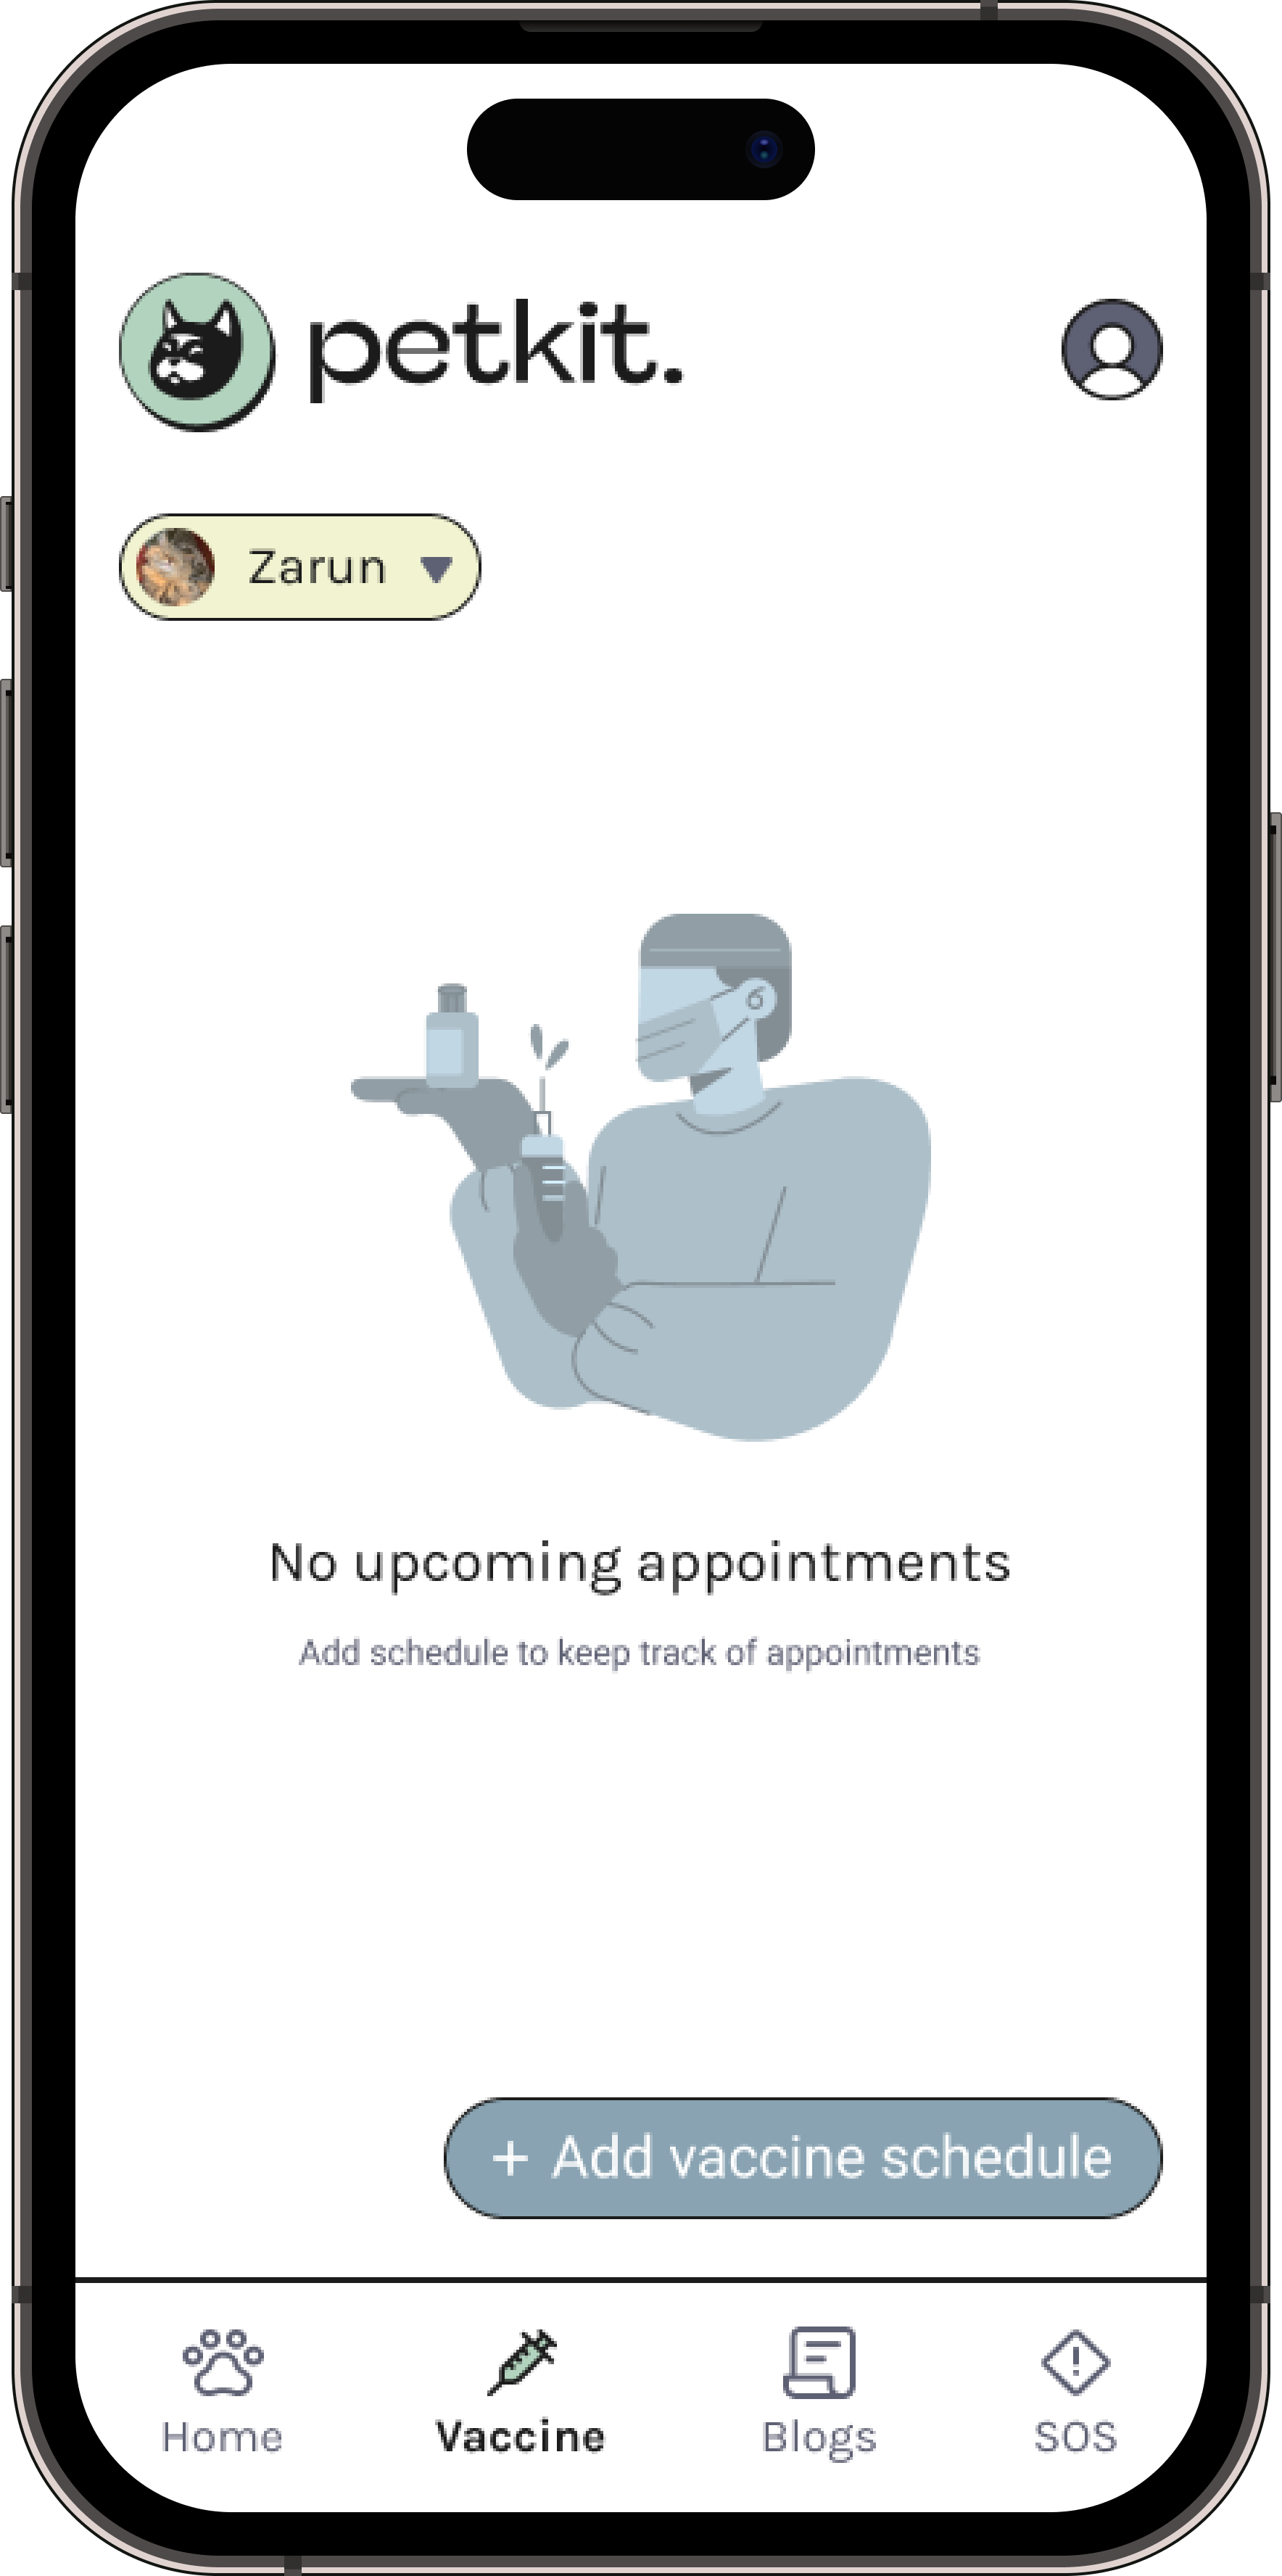 petkit.
Zarun
No upcoming appointments
Add schedule to keep track of appointments
+ Add vaccine schedule
Home
Vaccine
Blogs
SOS